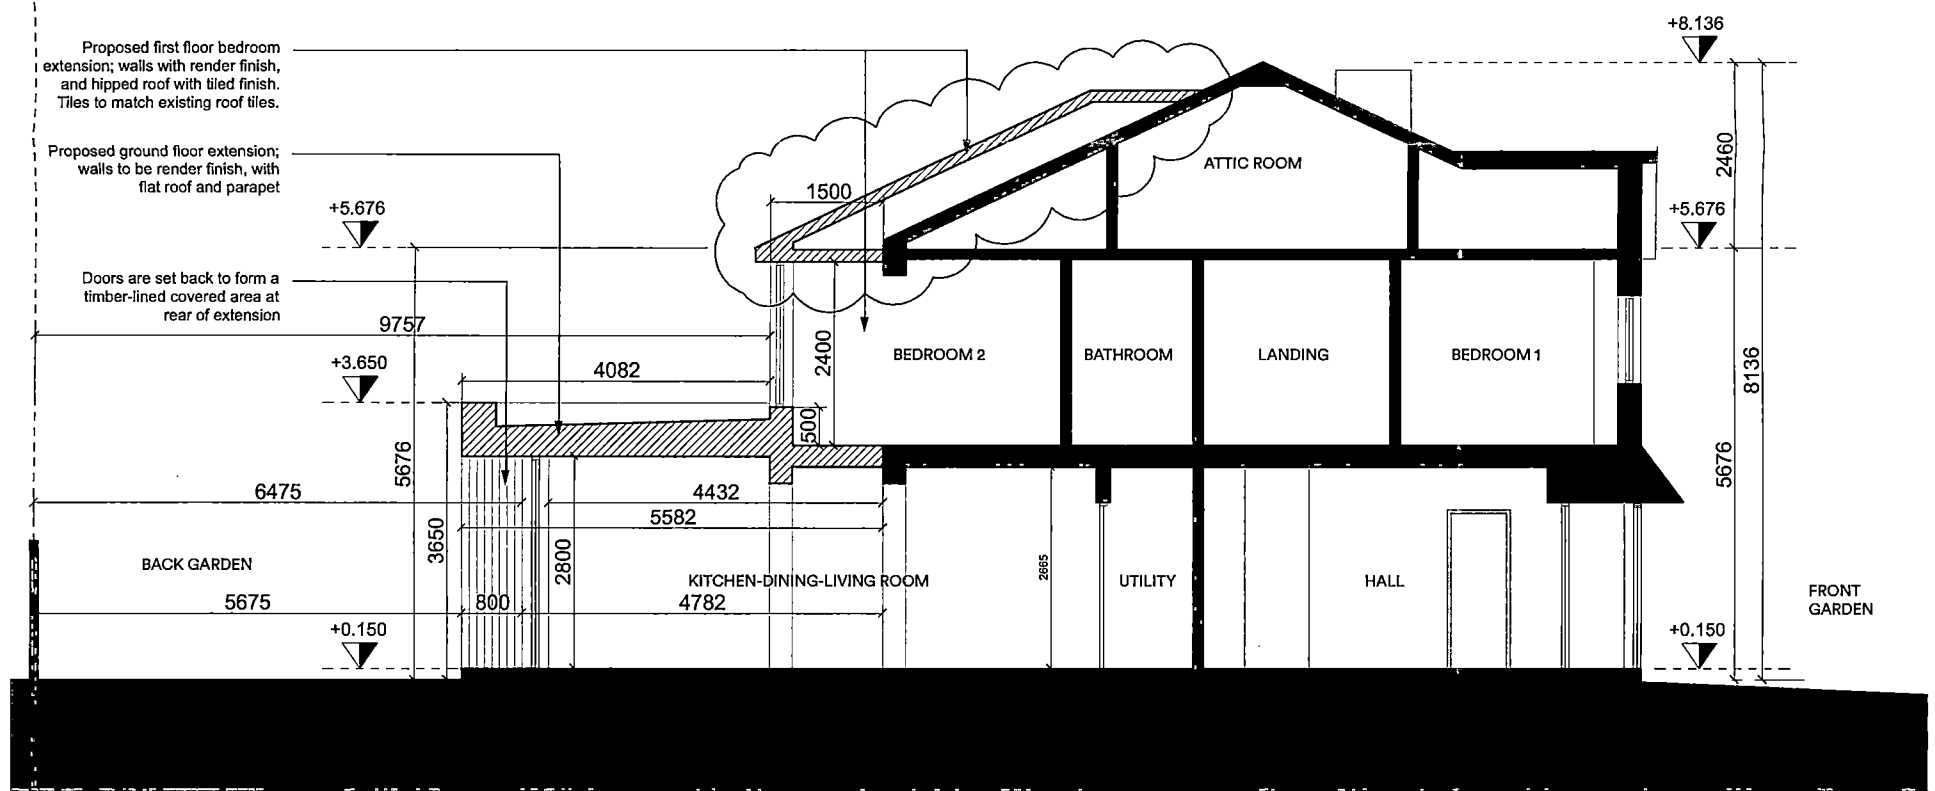 +8.136
Proposed first floor bedroom
extension; walls with render finish,
and hipped roof with tiled finish.
Tiles to match existing roof tiles.
Proposed ground floor extension;
walls to be render finish, with
flat roof and parapet
ATTIC ROOM
2460
1500
+5.676
+5.676
Doors are set back to form a
timber-lined covered area at
rear of extension
9757
+3.650
4082
2400
BEDROOM 2
BATHROOM
LANDING
BEDROOM 1
8136
500
5676
5676
6475
4432
5582
3650
2800
2665
BACK GARDEN
KITCHEN-DINING-LIVING ROOM
UTILITY
HALL
FRONT
GARDEN
5675
800
4782
+0.150
+0.150